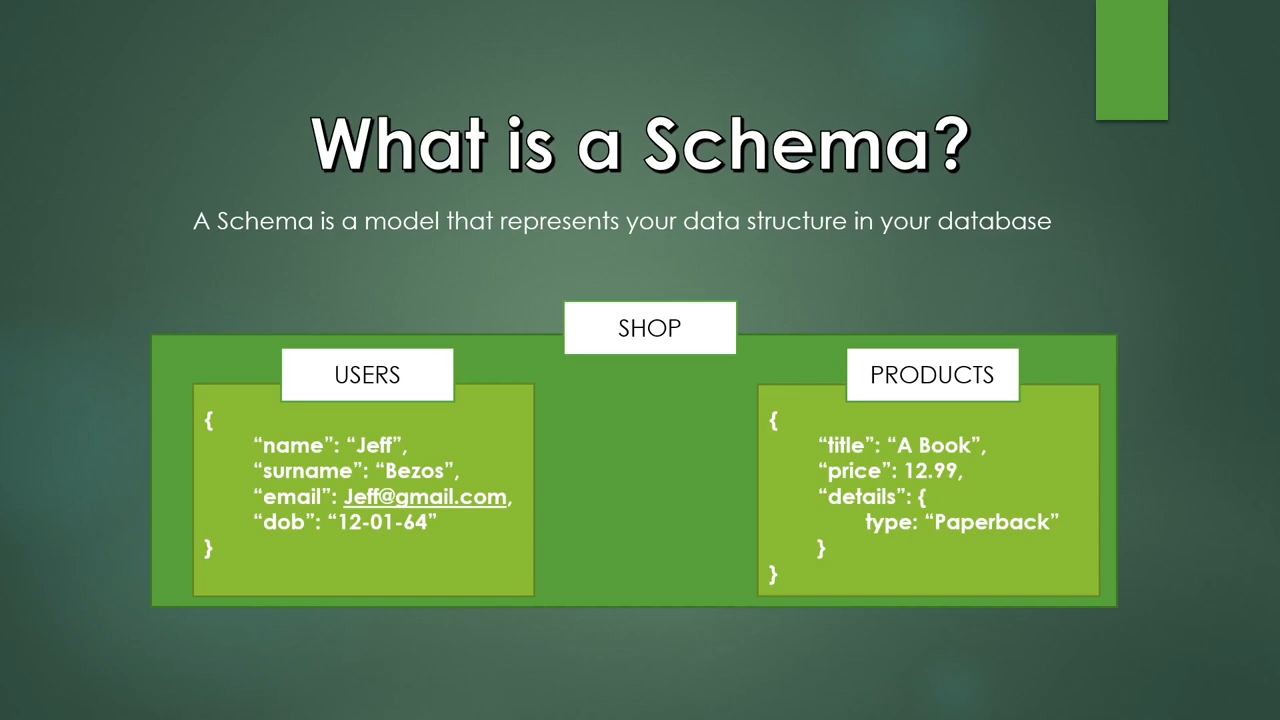 What is a Schema?
A Schema is a model that represents your data structure in your database
SHOP
USERS
{
“name”: “Jeff”,
“surname”: “Bezos”,
“email”: Jeff@gmail.com,
“dob”: “12-01-64”
}
PRODUCTS
{
“title”: “A Book”,
“price”: 12.99,
“details”: {
type: “Paperback”
}
}